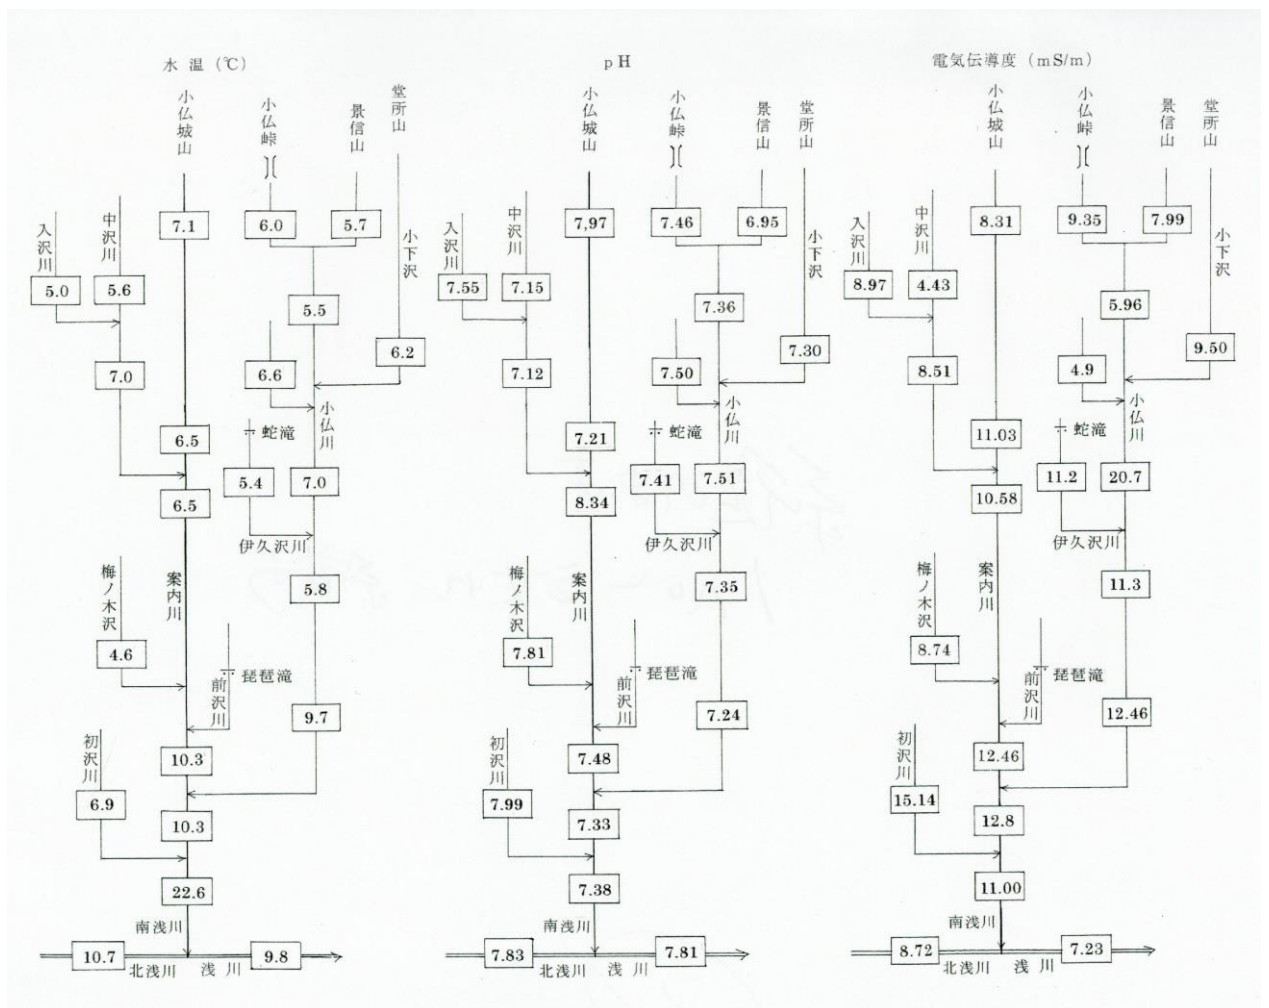 水 温 (℃)
小仏城山
小仏峠
景信山
堂所山
入沢川
中沢川
7.1
6.0
5.7
小下沢
5.0
5.6
5.5
6.2
7.0
6.6
小仏川
蛇滝
6.5
5.4
7.0
6.5
伊久沢川
梅ノ木沢
案内川
5.8
4.6
琵琶滝
前沢川
9.7
初沢川
10.3
6.9
10.3
22.6
南浅川
10.7
9.8
北浅川
浅川
pH
小仏城山
小仏峠
景信山
堂所山
入沢川
中沢川
7,97
7.46
6.95
小下沢
7.55
7.15
7.36
7.30
7.12
7.50
小仏川
蛇滝
7.21
7.41
7.51
8.34
伊久沢川
梅ノ木沢
案内川
7.35
7.81
琵琶滝
前沢川
7.24
初沢川
7.48
7.99
7.33
7.38
南浅川
7.83
7.81
北浅川
浅川
電気伝導度 (mS/m)
小仏城山
小仏峠
景信山
堂所山
入沢川
中沢川
8.31
9.35
7.99
小下沢
8.97
4.43
5.96
9.50
8.51
4.9
小仏川
蛇滝
11.03
11.2
20.7
10.58
伊久沢川
梅ノ木沢
案内川
11.3
8.74
琵琶滝
前沢川
12.46
初沢川
12.46
15.14
12.8
11.00
南浅川
8.72
7.23
北浅川
浅川